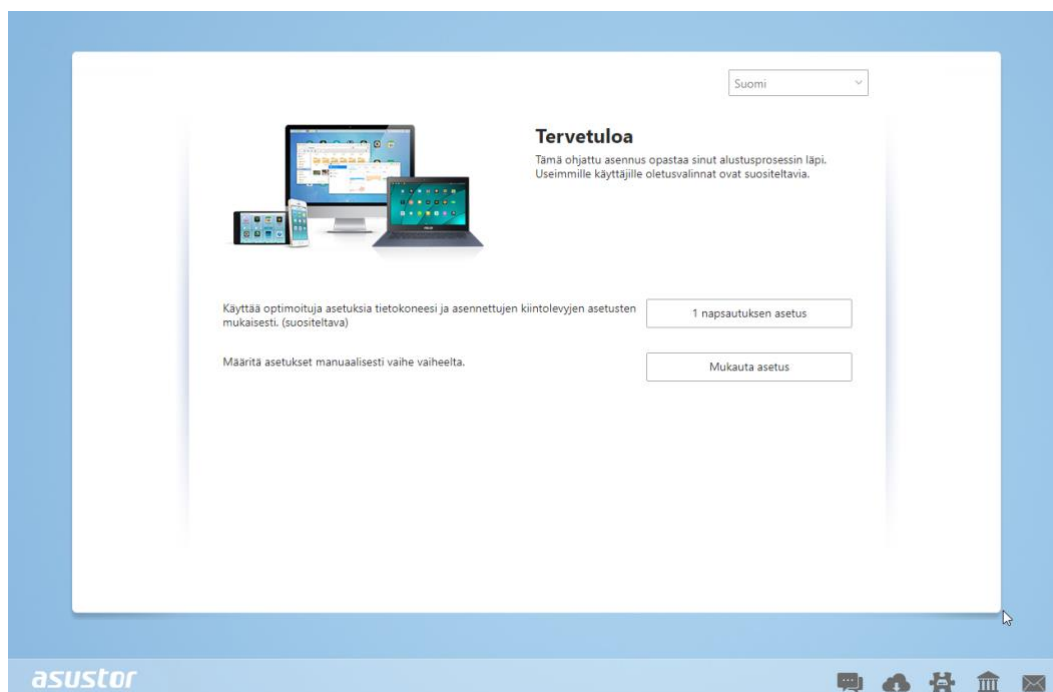 Suomi
Tervetuloa
Tämä ohjattu asennus opastaa sinut alustusprosessin läpi.
Useimmille käyttäjille oletusvalinnat ovat suositeltavia.
Käyttää optimoituja asetuksia tietokoneesi ja asennettujen kiintolevyjen asetusten
mukaisesti. (suositeltava)
1 napsautuksen asetus
Määritä asetukset manuaalisesti vaihe vaiheelta.
Mukauta asetus
asustor